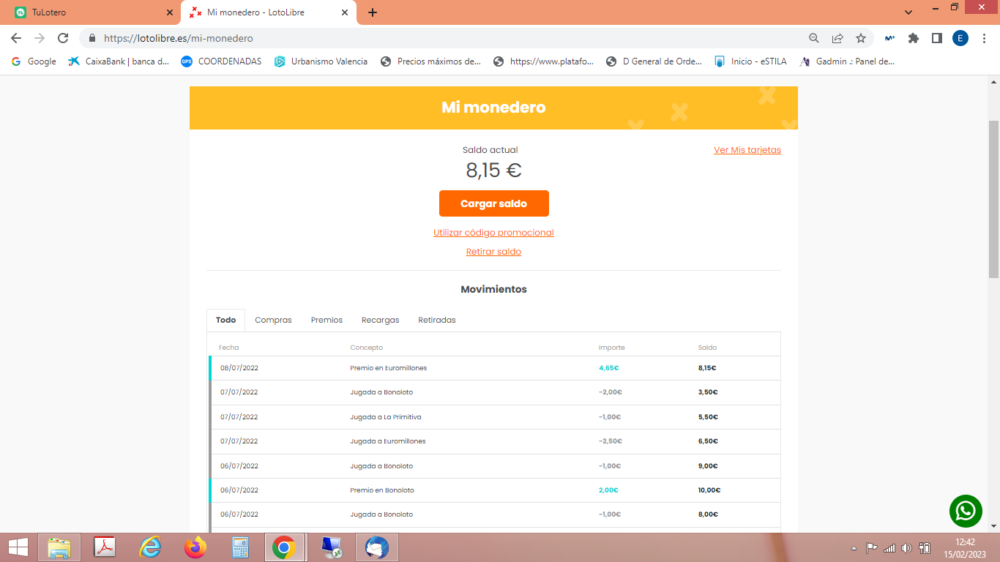 TuLotero
Mi monedero - LotoLibre
https://lotolibre.es/mi-monedero
E
Google
CaixaBank | banca d...
GPS COORDENADAS
Urbanismo Valencia
Precios máximos de...
https://www.platafo...
D General de Orde...
Inicio - eSTILA
Gadmin .: Panel de...
Mi monedero
Saldo actual
Ver Mis tarjetas
8,15 €
Cargar saldo
Utilizar código promocional
Retirar saldo
Movimientos
Todo Compras Premios Recargas Retiradas
Fecha Concepto Importe Saldo
08/07/2022 Premio en Euromillones 4,65€ 8,15€
07/07/2022 Jugada a Bonoloto -2,00€ 3,50€
07/07/2022 Jugada a La Primitiva -1,00€ 5,50€
07/07/2022 Jugada a Euromillones -2,50€ 6,50€
06/07/2022 Jugada a Bonoloto -1,00€ 9,00€
06/07/2022 Premio en Bonoloto 2,00€ 10,00€
06/07/2022 Jugada a Bonoloto -1,00€ 8,00€
12:42
15/02/2023